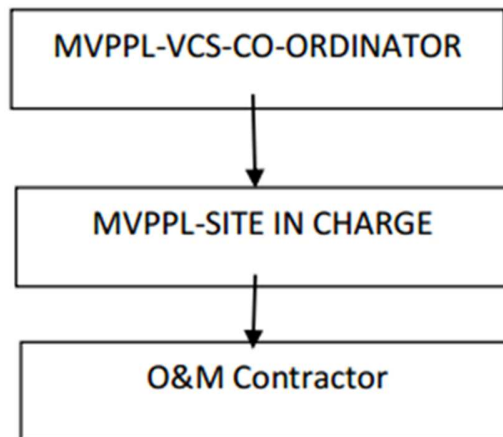 MVPPL-VCS-CO-ORDINATOR
MVPPL-SITE IN CHARGE
O&M Contractor